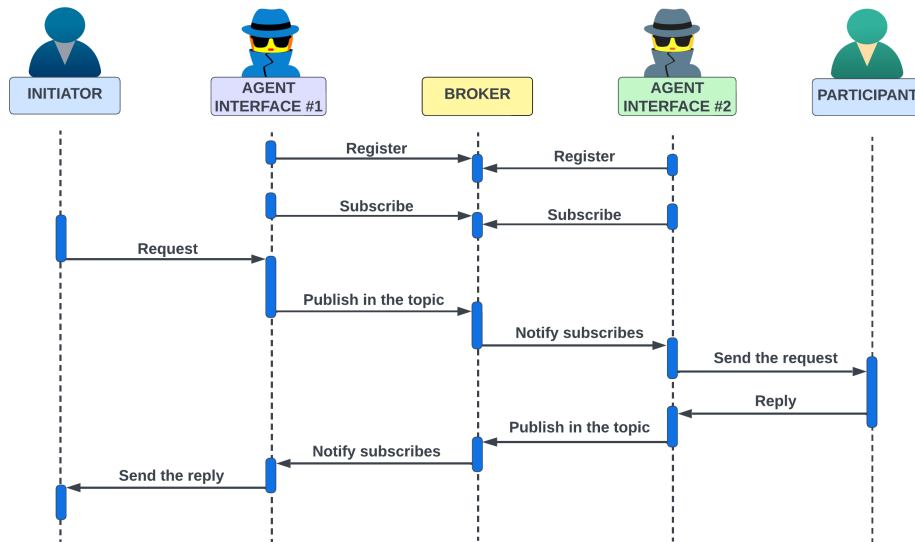 INITIATOR
AGENT
INTERFACE #1
BROKER
AGENT
INTERFACE #2
PARTICIPANT
Register
Register
Subscribe
Subscribe
Request
Publish in the topic
Notify subscribes
Send the request
Reply
Publish in the topic
Notify subscribes
Send the reply